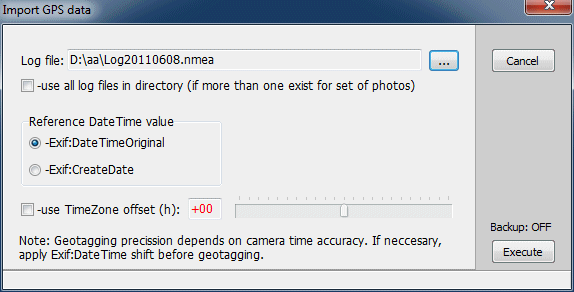 Import GPS data
Log file: D:\aa\Log20110608.nmea ... Cancel
-use all log files in directory (if more than one exist for set of photos)
Reference DateTime value
-Exif:DateTimeOriginal
-Exif:CreateDate
-use TimeZone offset (h): +00
Backup: OFF
Note: Geotagging precission depends on camera time accuracy. If neccesary,
apply Exif:DateTime shift before geotagging.
Execute